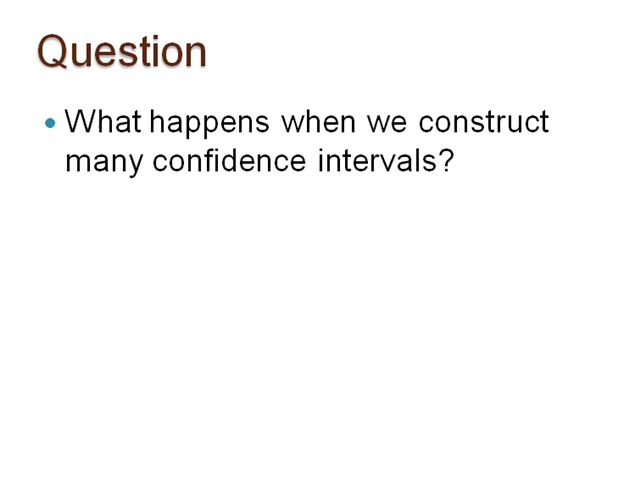 Question
What happens when we construct
many confidence intervals?